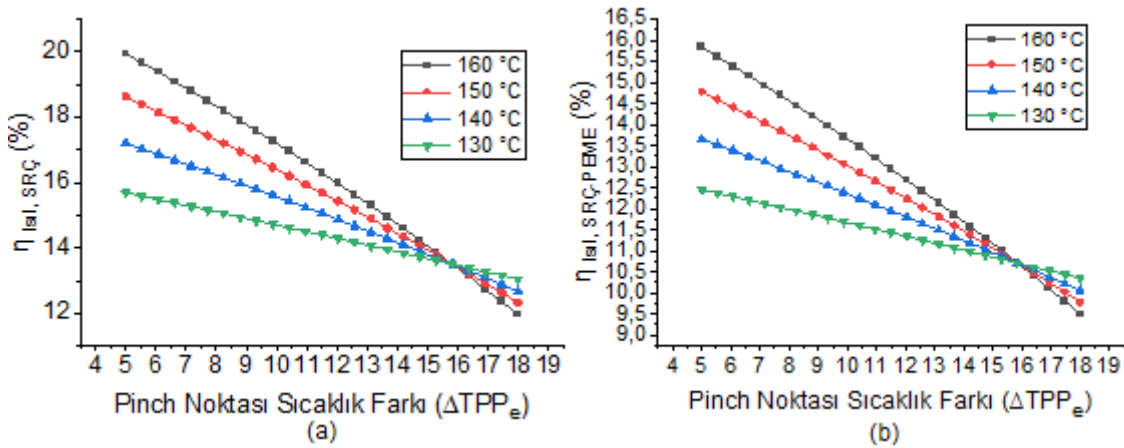 η Isıl, SRÇ (%)
20
18
16
14
12
160 °C
150 °C
140 °C
130 °C
4 5 6 7 8 9 10 11 12 13 14 15 16 17 18 19
Pinch Noktası Sıcaklık Farkı (ΔTPPe)
(a)
η Isıl, SRÇ-PEME (%)
16,5
16,0
15,5
15,0
14,5
14,0
13,5
13,0
12,5
12,0
11,5
11,0
10,5
10,0
9,5
9,0
160 °C
150 °C
140 °C
130 °C
4 5 6 7 8 9 10 11 12 13 14 15 16 17 18 19
Pinch Noktası Sıcaklık Farkı (ΔTPPe)
(b)